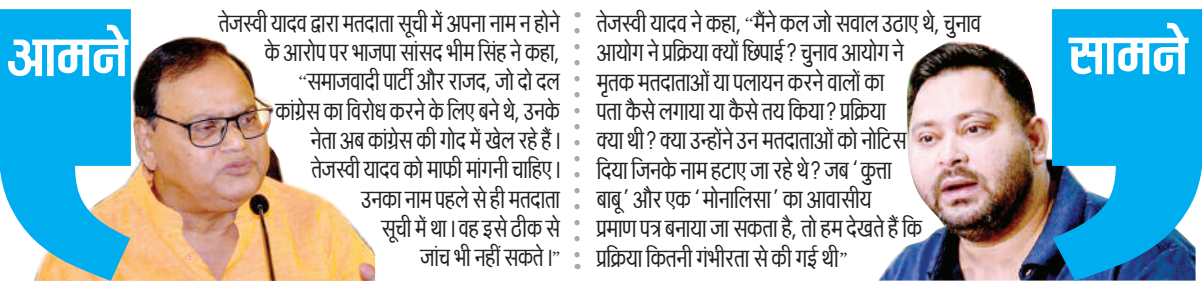 आमने
तेजस्वी यादव द्वारा मतदाता सूची में अपना नाम न होने
के आरोप पर भाजपा सांसद भीम सिंह ने कहा,
“समाजवादी पार्टी और राजद, जो दो दल
कांग्रेस का विरोध करने के लिए बने थे, उनके
नेता अब कांग्रेस की गोद में खेल रहे हैं।
तेजस्वी यादव को माफी मांगनी चाहिए।
उनका नाम पहले से ही मतदाता
सूची में था। वह इसे ठीक से
जांच भी नहीं सकते।”
तेजस्वी यादव ने कहा, “मैंने कल जो सवाल उठाए थे, चुनाव
आयोग ने प्रक्रिया क्यों छिपाई? चुनाव आयोग ने
मृतक मतदाताओं या पलायन करने वालों का
पता कैसे लगाया या कैसे तय किया? प्रक्रिया
क्या थी? क्या उन्होंने उन मतदाताओं को नोटिस
दिया जिनके नाम हटाए जा रहे थे? जब ‘कुत्ता
बाबू’ और एक ‘मोनालिसा’ का आवासीय
प्रमाण पत्र बनाया जा सकता है, तो हम देखते हैं कि
प्रक्रिया कितनी गंभीरता से की गई थी”
सामने